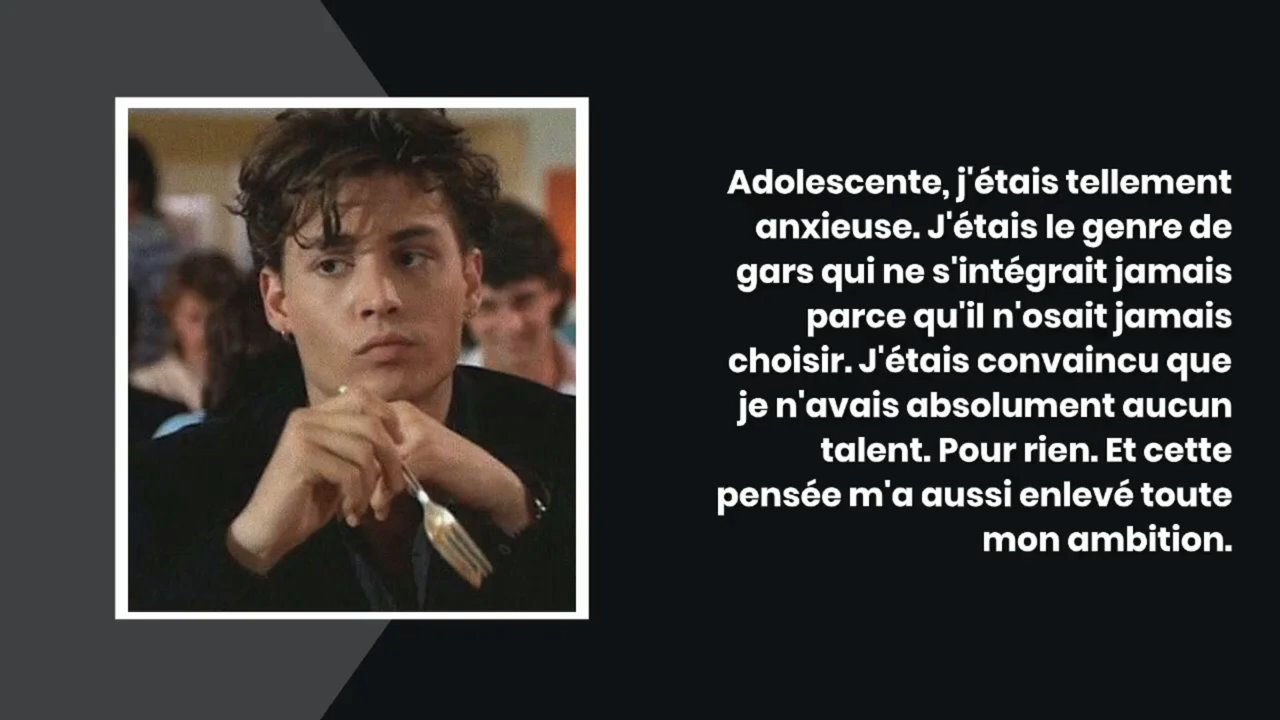 Adolescente, j'étais tellement
anxieuse. J'étais le genre de
gars qui ne s'intégrait jamais
parce qu'il n'osait jamais
choisir. J'étais convaincu que
je n'avais absolument aucun
talent. Pour rien. Et cette
pensée m'a aussi enlevé toute
mon ambition.